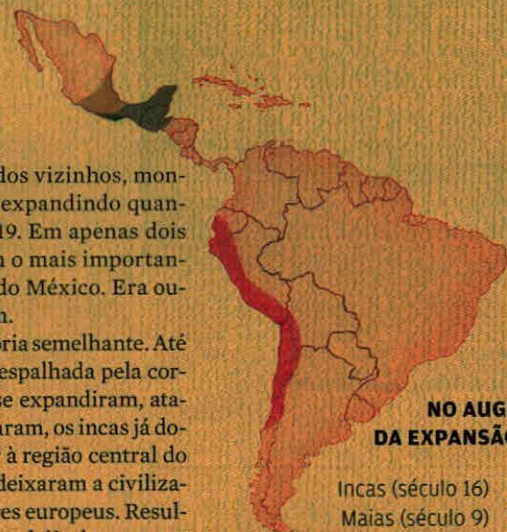 dos vizinhos, mon-
expandindo quan-
19. Em apenas dois
o mais importan-
do México. Era ou-
ria semelhante. Até
espalhada pela cor-
se expandiram, ata-
aram, os incas já do-
à região central do
deixaram a civiliza-
res europeus. Resul-
NO AUG
DA EXPANSÃO
Incas (século 16)
Maias (século 9)